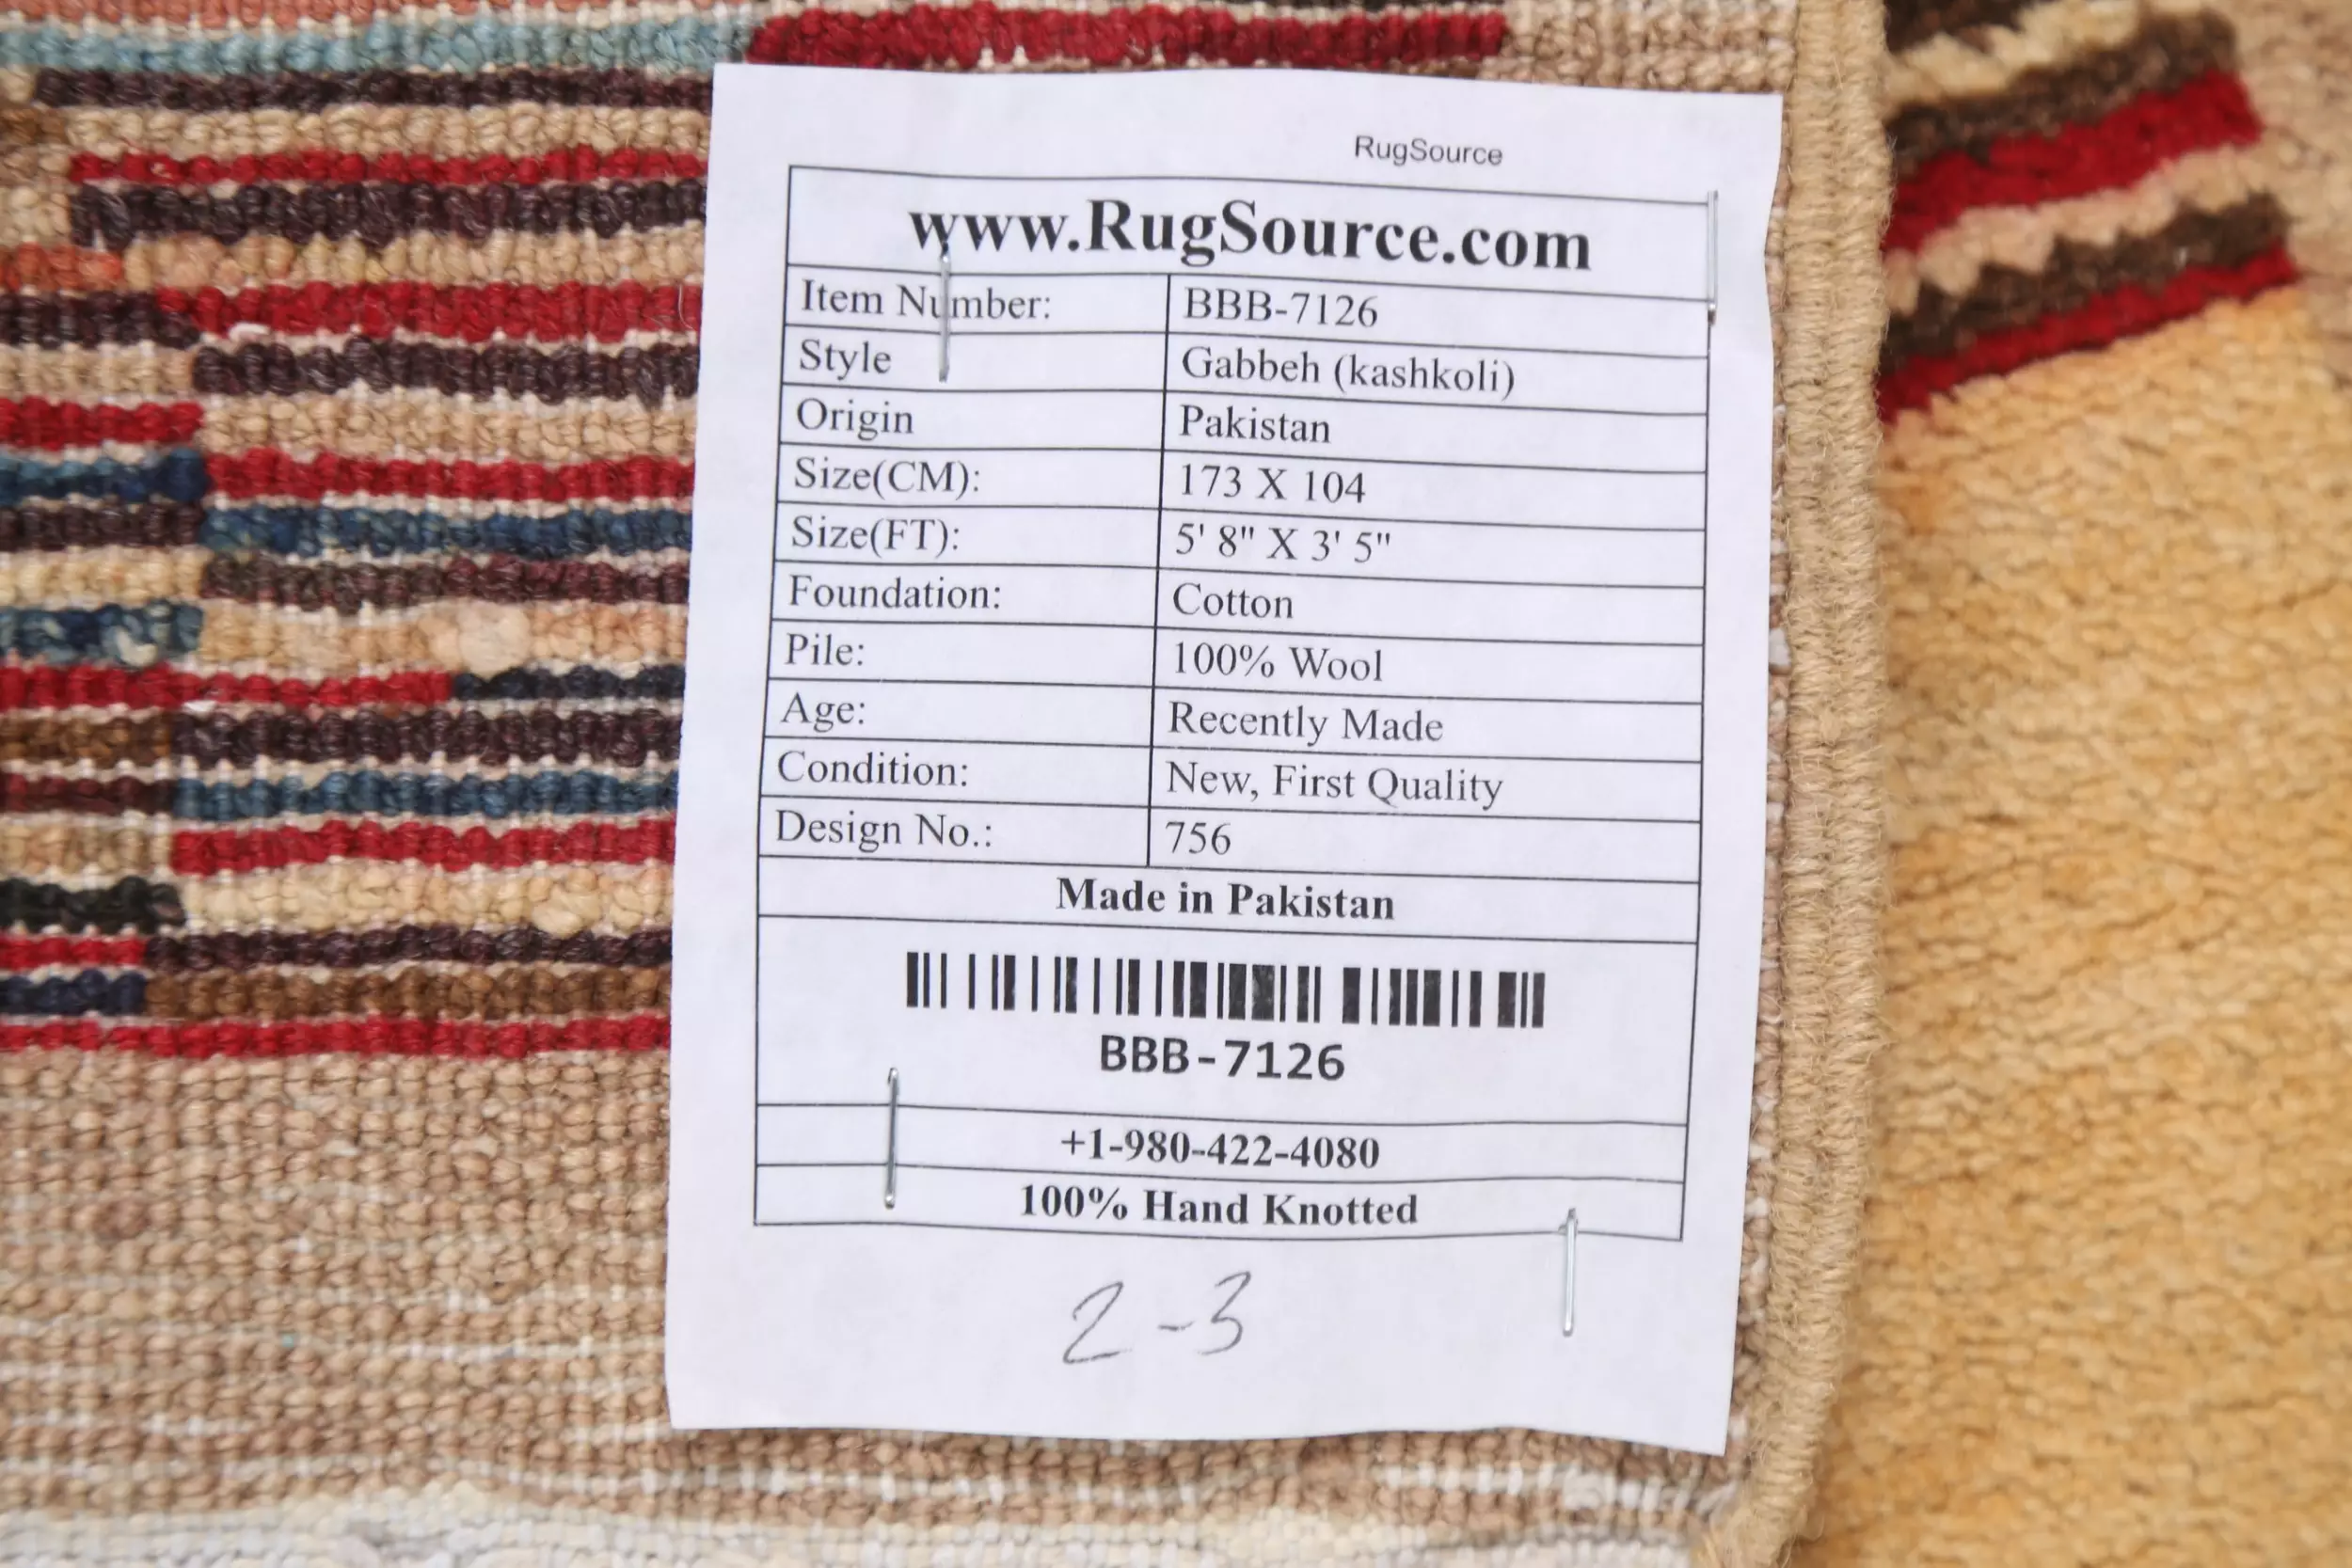 RugSource
www.RugSource.com
Item Number: BBB-7126
Style Gabbeh (kashkoli)
Origin Pakistan
Size(CM): 173 X 104
Size(FT): 5' 8" X 3' 5"
Foundation: Cotton
Pile: 100% Wool
Age: Recently Made
Condition: New, First Quality
Design No.: 756
Made in Pakistan
BBB-7126
+1-980-422-4080
100% Hand Knotted
2-3